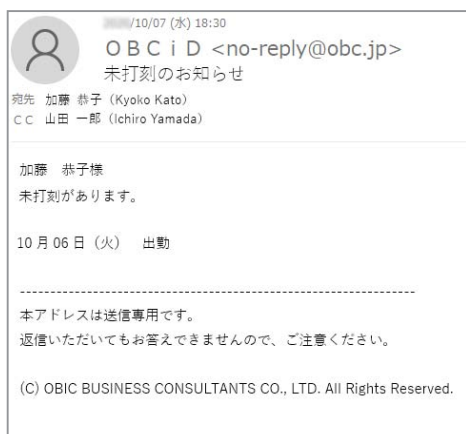 /10/07 (水) 18:30
ＯＢＣｉＤ <no-reply@obc.jp>
未打刻のお知らせ
宛先 加藤 恭子 (Kyoko Kato)
ＣＣ 山田 一郎 (Ichiro Yamada)
加藤　恭子様
未打刻があります。
10 月 06 日（火）　出勤
------------------------------------------------------------------
本アドレスは送信専用です。
返信いただいてもお答えできませんので、ご注意ください。
(C) OBIC BUSINESS CONSULTANTS CO., LTD. All Rights Reserved.